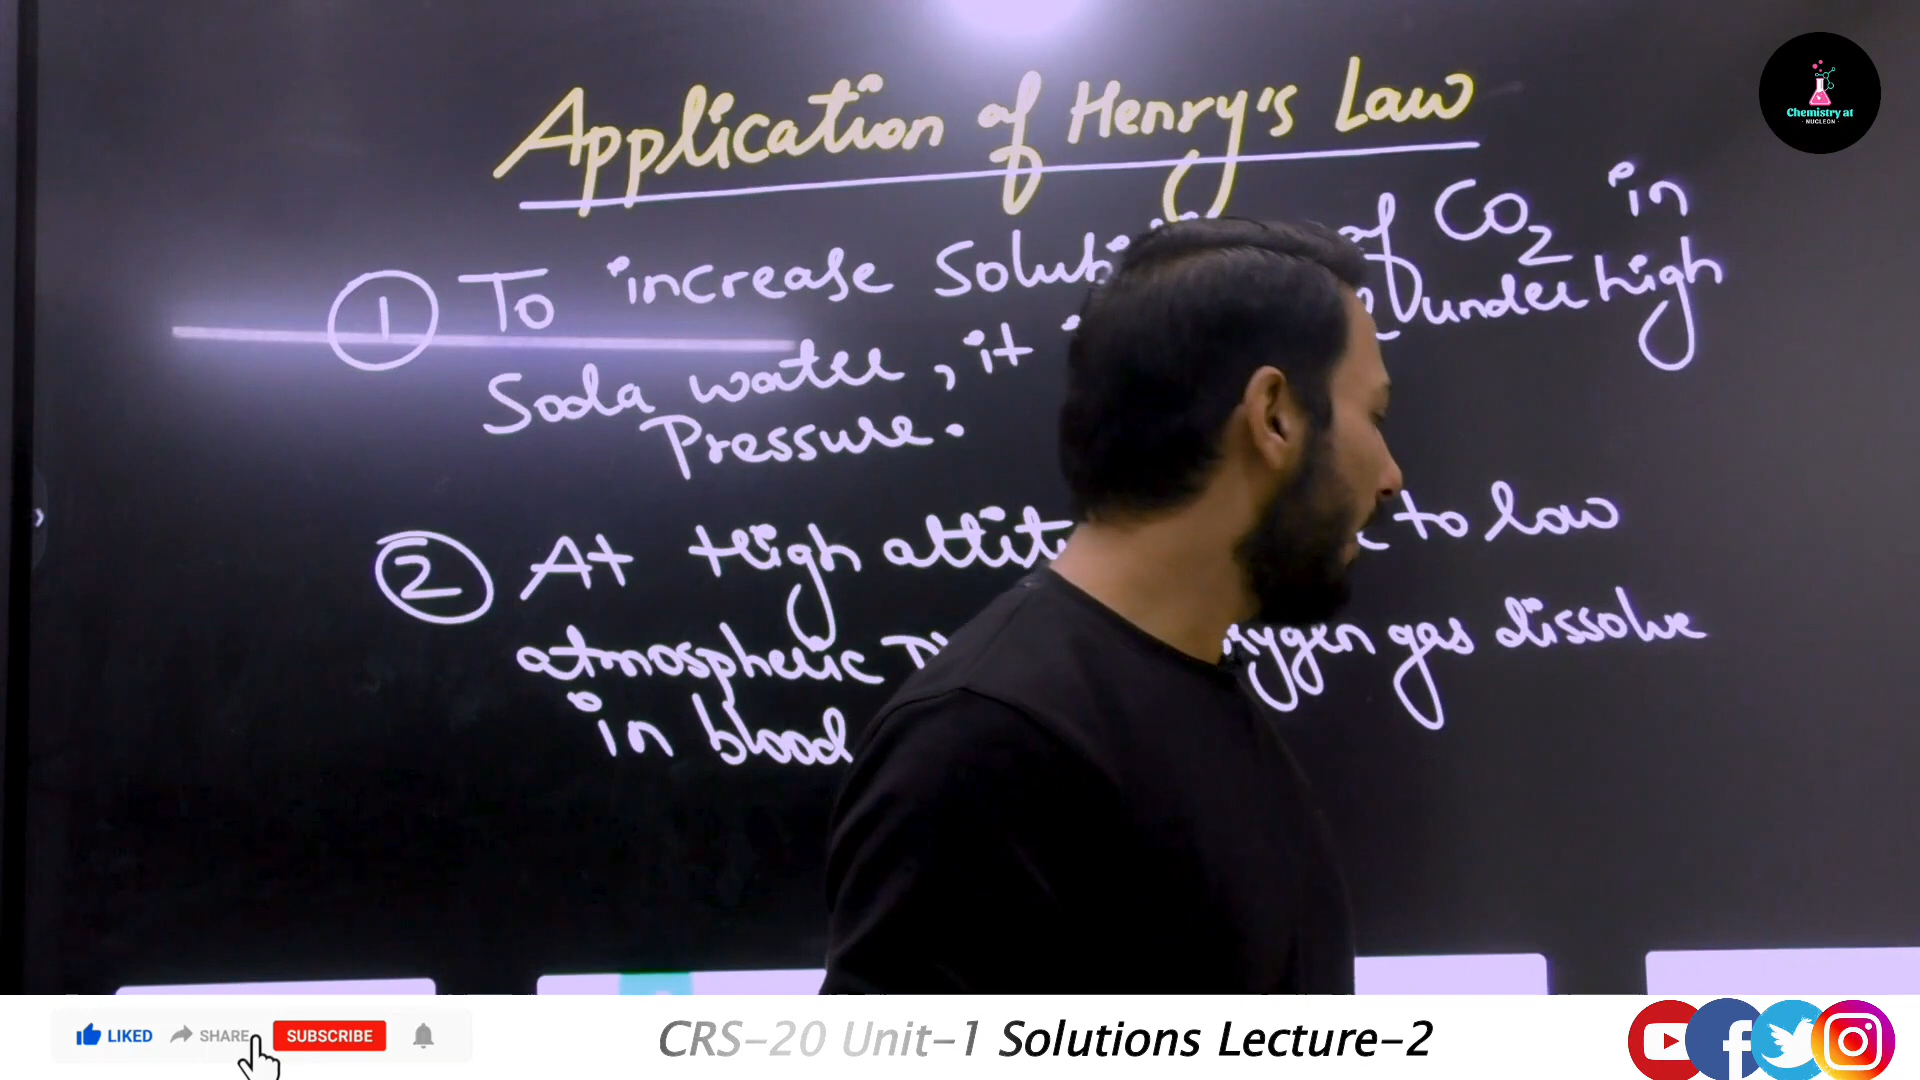 Application of Henry's Law
1 To increase of CO2 in
Soda water, it under high
Pressure.
2 At High to low
atmospheric oxygen gas dissolve
in blood
Chemistry at
NUCLEON
LIKED SHARE SUBSCRIBE
CRS-20 Unit-1 Solutions Lecture-2